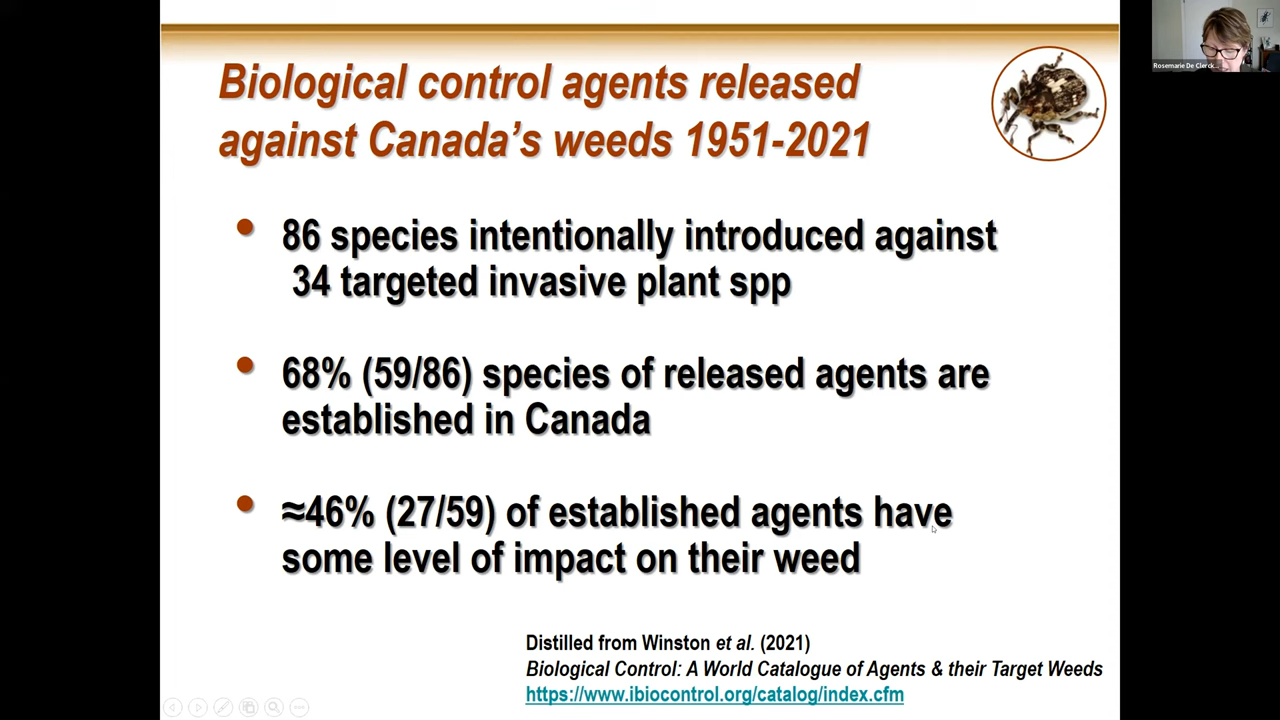 Biological control agents released
against Canada's weeds 1951-2021
Rosemarie De Clerck...
• 86 species intentionally introduced against
34 targeted invasive plant spp
• 68% (59/86) species of released agents are
established in Canada
• ≈46% (27/59) of established agents have
some level of impact on their weed
Distilled from Winston et al. (2021)
Biological Control: A World Catalogue of Agents & their Target Weeds
https://www.ibiocontrol.org/catalog/index.cfm